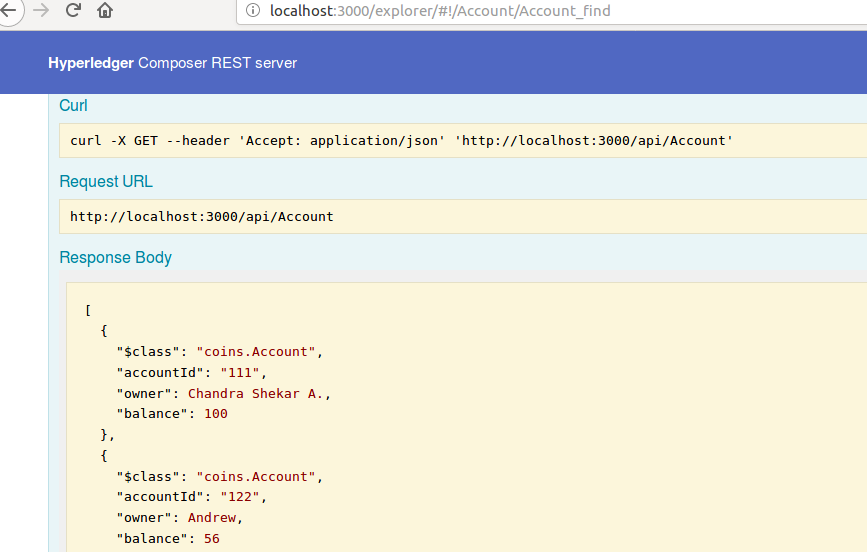 localhost:3000/explorer/#!/Account/Account_find
Hyperledger Composer REST server
Curl
curl -X GET --header 'Accept: application/json' 'http://localhost:3000/api/Account'
Request URL
http://localhost:3000/api/Account
Response Body
[
  {
    "$class": "coins.Account",
    "accountId": "111",
    "owner": Chandra Shekar A.,
    "balance": 100
  },
  {
    "$class": "coins.Account",
    "accountId": "122",
    "owner": Andrew,
    "balance": 56